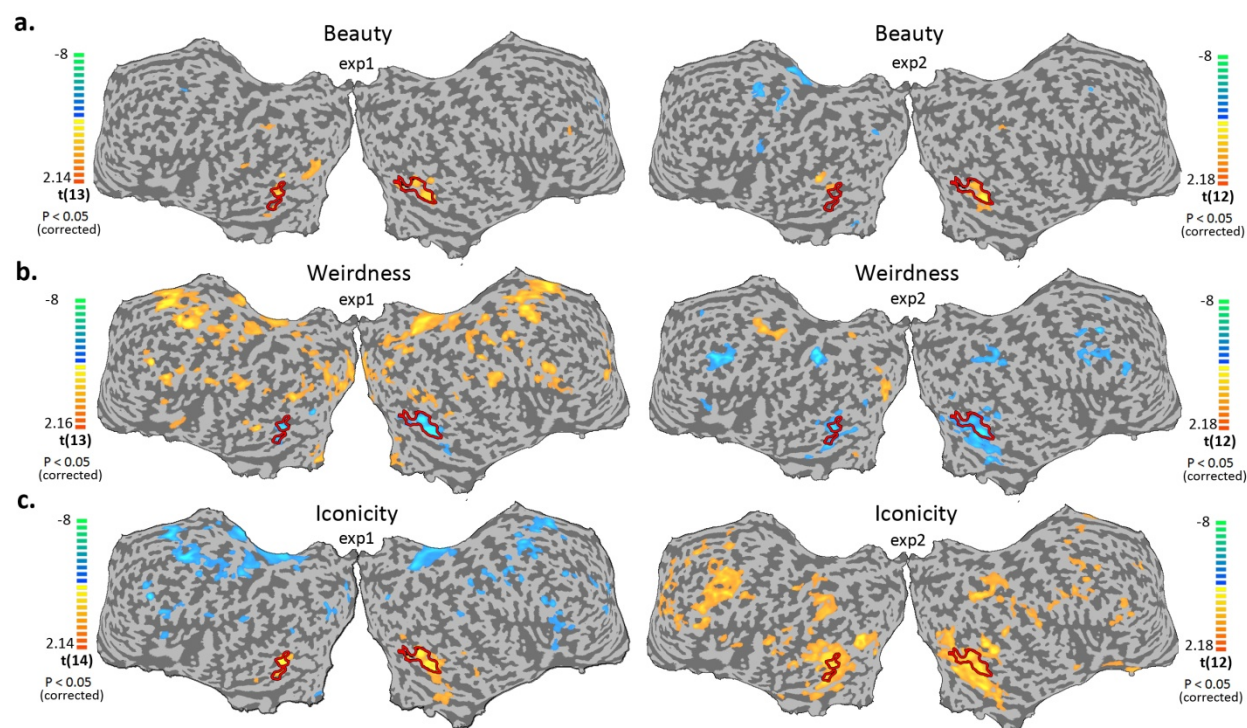 a.
Beauty
exp1
-8
2.14
t(13)
P < 0.05
(corrected)
Beauty
exp2
-8
2.18
t(12)
P < 0.05
(corrected)
b.
Weirdness
exp1
-8
2.16
t(13)
P < 0.05
(corrected)
Weirdness
exp2
-8
2.18
t(12)
P < 0.05
(corrected)
c.
Iconicity
exp1
-8
2.14
t(14)
P < 0.05
(corrected)
Iconicity
exp2
-8
2.18
t(12)
P < 0.05
(corrected)